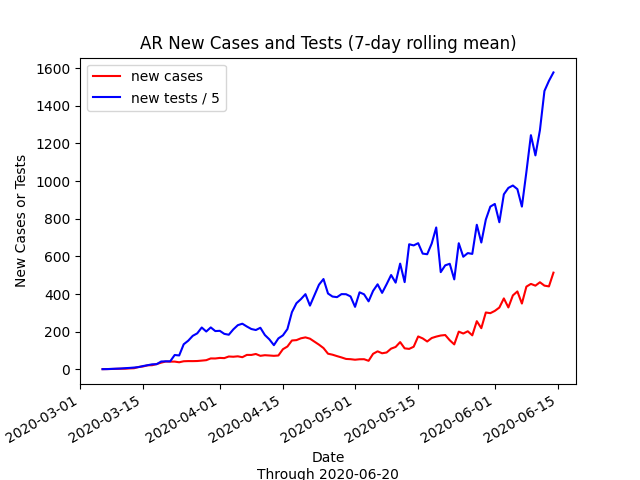 AR New Cases and Tests (7-day rolling mean)
new cases
new tests / 5
New Cases or Tests
1600
1400
1200
1000
800
600
400
200
0
2020-03-01
2020-03-15
2020-04-01
2020-04-15
2020-05-01
2020-05-15
2020-06-01
2020-06-15
Date
Through 2020-06-20